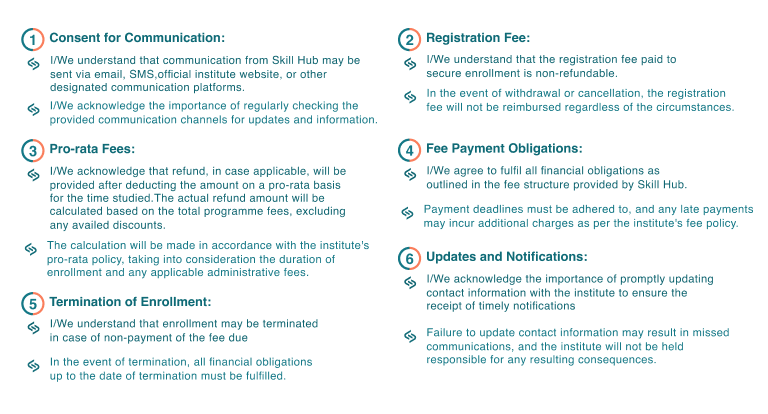 1 Consent for Communication:
I/We understand that communication from Skill Hub may be
sent via email, SMS,official institute website, or other
designated communication platforms.
I/We acknowledge the importance of regularly checking the
provided communication channels for updates and information.
2 Registration Fee:
I/We understand that the registration fee paid to
secure enrollment is non-refundable.
In the event of withdrawal or cancellation, the registration
fee will not be reimbursed regardless of the circumstances.
3 Pro-rata Fees:
I/We acknowledge that refund, in case applicable, will be
provided after deducting the amount on a pro-rata basis
for the time studied.The actual refund amount will be
calculated based on the total programme fees, excluding
any availed discounts.
The calculation will be made in accordance with the institute's
pro-rata policy, taking into consideration the duration of
enrollment and any applicable administrative fees.
4 Fee Payment Obligations:
I/We agree to fulfil all financial obligations as
outlined in the fee structure provided by Skill Hub.
Payment deadlines must be adhered to, and any late payments
may incur additional charges as per the institute's fee policy.
5 Termination of Enrollment:
I/We understand that enrollment may be terminated
in case of non-payment of the fee due
In the event of termination, all financial obligations
up to the date of termination must be fulfilled.
6 Updates and Notifications:
I/We acknowledge the importance of promptly updating
contact information with the institute to ensure the
receipt of timely notifications
Failure to update contact information may result in missed
communications, and the institute will not be held
responsible for any resulting consequences.